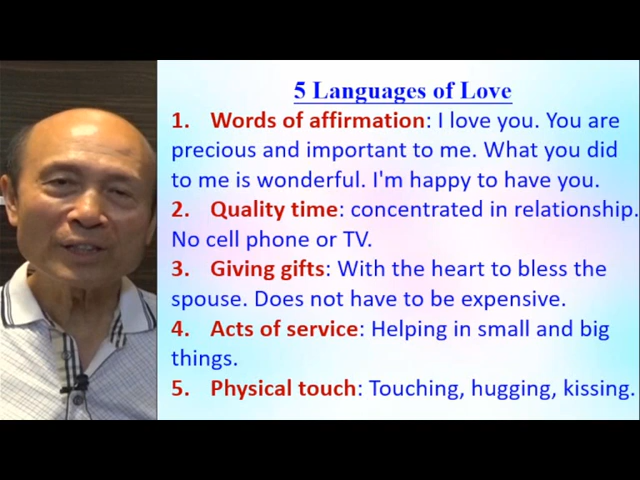 5 Languages of Love
1. Words of affirmation: I love you. You are
precious and important to me. What you did
to me is wonderful. I'm happy to have you.
2. Quality time: concentrated in relationship.
No cell phone or TV.
3. Giving gifts: With the heart to bless the
spouse. Does not have to be expensive.
4. Acts of service: Helping in small and big
things.
5. Physical touch: Touching, hugging, kissing.